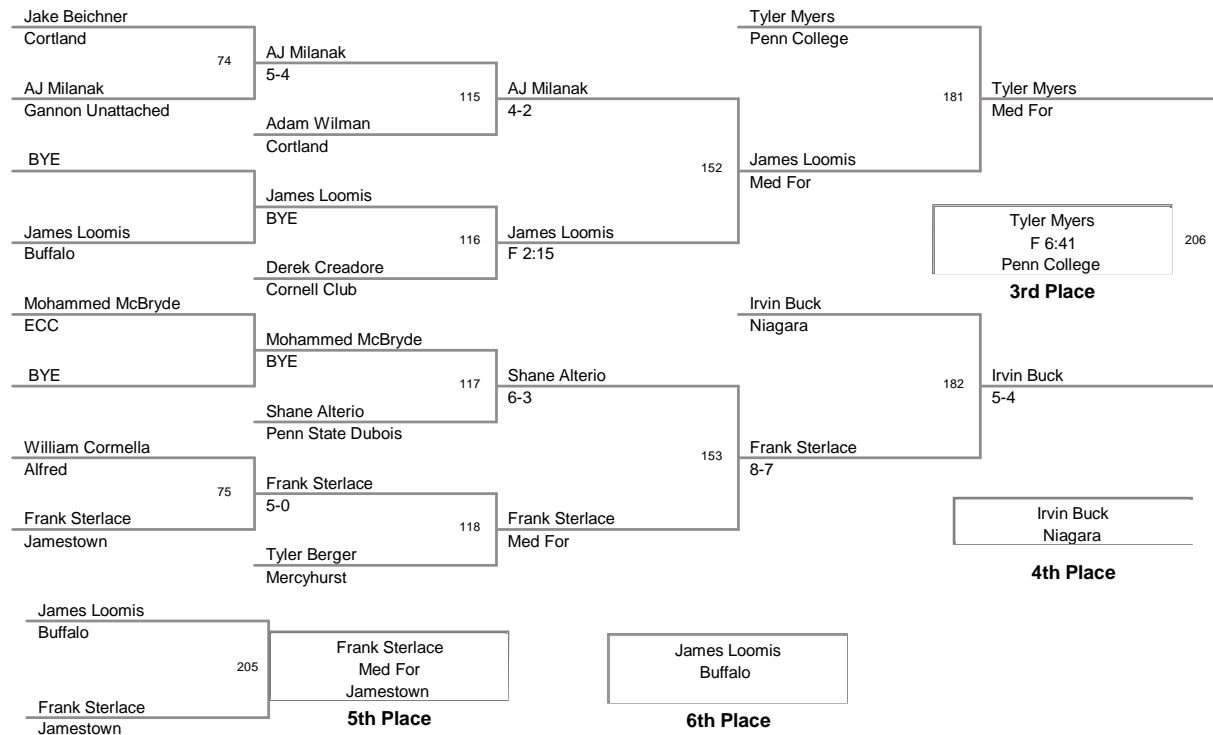 Jake Beichner
Cortland
74
AJ Milanak
Gannon Unattached
BYE
James Loomis
Buffalo
Mohammed McBryde
ECC
BYE
William Cormella
Alfred
75
Frank Sterlace
Jamestown
AJ Milanak
5-4
115
Adam Wilman
Cortland
James Loomis
BYE
116
Derek Creadore
Cornell Club
Mohammed McBryde
BYE
117
Shane Alterio
Penn State Dubois
Frank Sterlace
5-0
118
Tyler Berger
Mercyhurst
AJ Milanak
4-2
152
James Loomis
F 2:15
Shane Alterio
6-3
153
Frank Sterlace
Med For
Tyler Myers
Penn College
181
James Loomis
Med For
Irvin Buck
Niagara
182
Frank Sterlace
8-7
Tyler Myers
Med For
Tyler Myers
F 6:41
Penn College
206
3rd Place
Irvin Buck
5-4
Irvin Buck
Niagara
4th Place
James Loomis
Buffalo
205
Frank Sterlace
Jamestown
Frank Sterlace
Med For
Jamestown
5th Place
James Loomis
Buffalo
6th Place